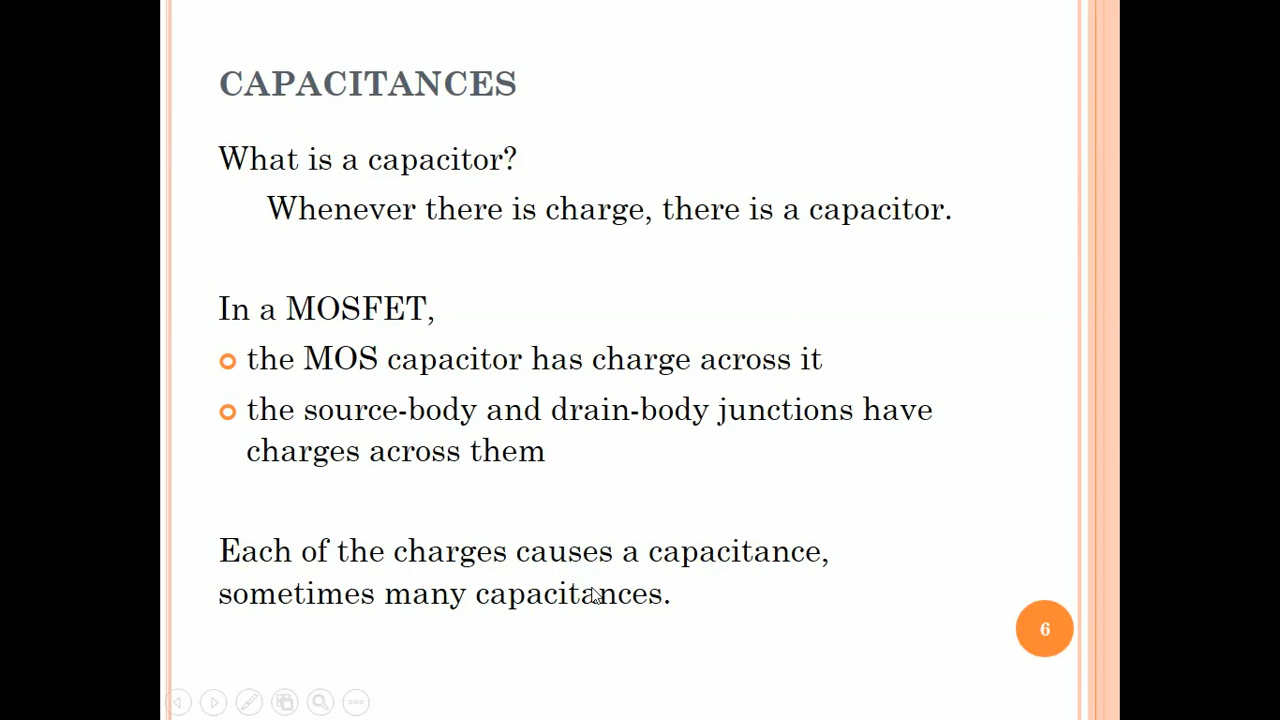 CAPACITANCES
What is a capacitor?
Whenever there is charge, there is a capacitor.
In a MOSFET,
the MOS capacitor has charge across it
the source-body and drain-body junctions have
charges across them
Each of the charges causes a capacitance,
sometimes many capacitances.
6